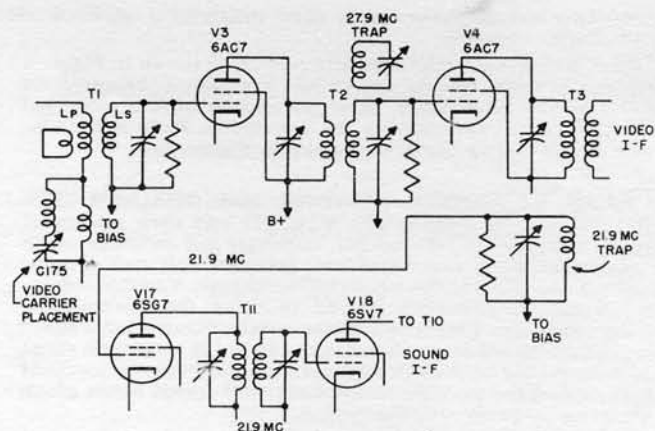 V3
6AC7
27.9 MC
TRAP
V4
6AC7
T1
LP
LS
T2
T3
VIDEO
I-F
TO
BIAS
B+
C175
VIDEO
CARRIER
PLACEMENT
21.9 MC
21.9 MC
TRAP
TO
BIAS
V17
6SG7
T11
V18
6SV7
TO T10
SOUND
I-F
21.9 MC